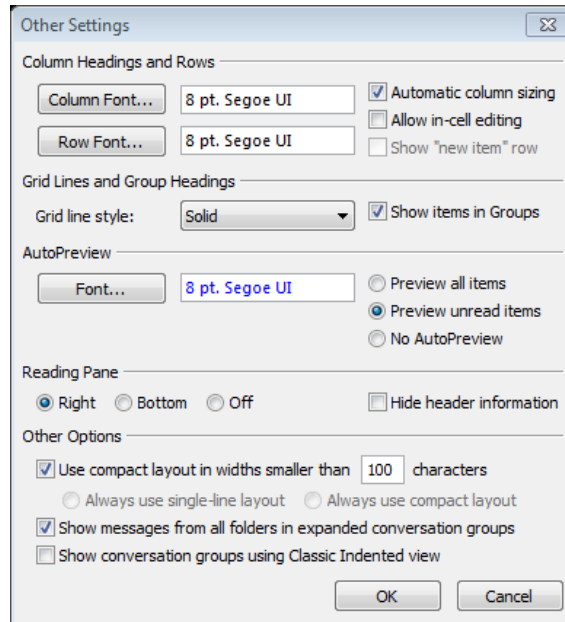 Other Settings
Column Headings and Rows
Column Font... 8 pt. Segoe UI Automatic column sizing
Allow in-cell editing
Row Font... 8 pt. Segoe UI Show "new item" row
Grid Lines and Group Headings
Grid line style: Solid Show items in Groups
AutoPreview
Font... 8 pt. Segoe UI Preview all items
Preview unread items
No AutoPreview
Reading Pane
Right Bottom Off Hide header information
Other Options
Use compact layout in widths smaller than 100 characters
Always use single-line layout Always use compact layout
Show messages from all folders in expanded conversation groups
Show conversation groups using Classic Indented view
OK Cancel